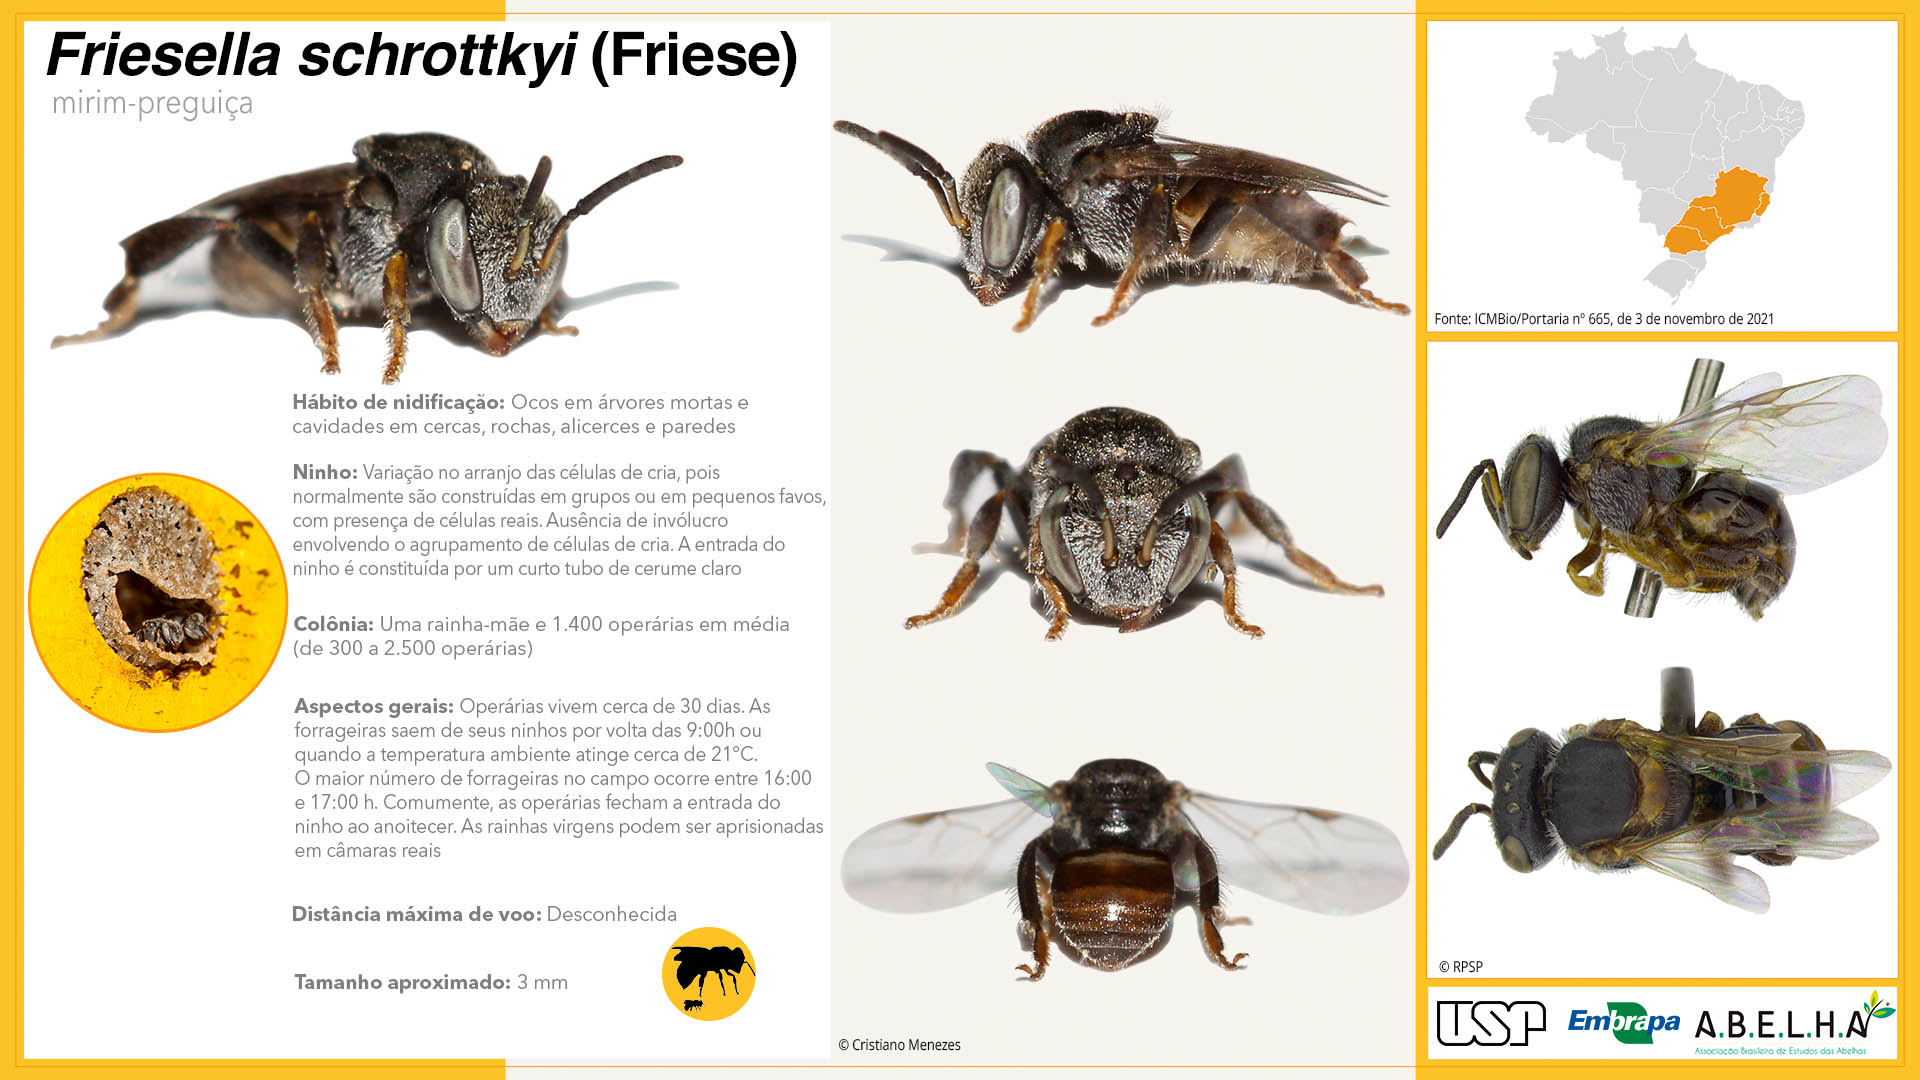 Friesella schrottkyi (Friese)
mirim-preguiça
Hábito de nidificação: Ocos em árvores mortas e
cavidades em cercas, rochas, alicerces e paredes
Ninho: Variação no arranjo das células de cria, pois
normalmente são construídas em grupos ou em pequenos favos,
com presença de células reais. Ausência de invólucro
envolvendo o agrupamento de células de cria. A entrada do
ninho é constituída por um curto tubo de cerume claro
Colônia: Uma rainha-mãe e 1.400 operárias em média
(de 300 a 2.500 operárias)
Aspectos gerais: Operárias vivem cerca de 30 dias. As
forrageiras saem de seus ninhos por volta das 9:00h ou
quando a temperatura ambiente atinge cerca de 21°C.
O maior número de forrageiras no campo ocorre entre 16:00
e 17:00 h. Comumente, as operárias fecham a entrada do
ninho ao anoitecer. As rainhas virgens podem ser aprisionadas
em câmaras reais
Distância máxima de voo: Desconhecida
Tamanho aproximado: 3 mm
© Cristiano Menezes
Fonte: ICMBio/Portaria nº 665, de 3 de novembro de 2021
© RPSP
USP
Embrapa
A.B.E.L.H.A
Associação Brasileira de Estudos das Abelhas